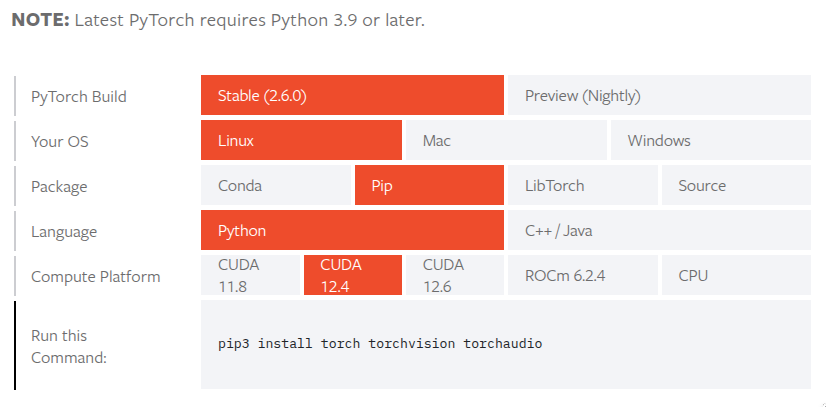 NOTE: Latest PyTorch requires Python 3.9 or later.
PyTorch Build
Stable (2.6.0)
Preview (Nightly)
Your OS
Linux
Mac
Windows
Package
Conda
Pip
LibTorch
Source
Language
Python
C++ / Java
Compute Platform
CUDA
11.8
CUDA
12.4
CUDA
12.6
ROCm 6.2.4
CPU
Run this
Command:
pip3 install torch torchvision torchaudio